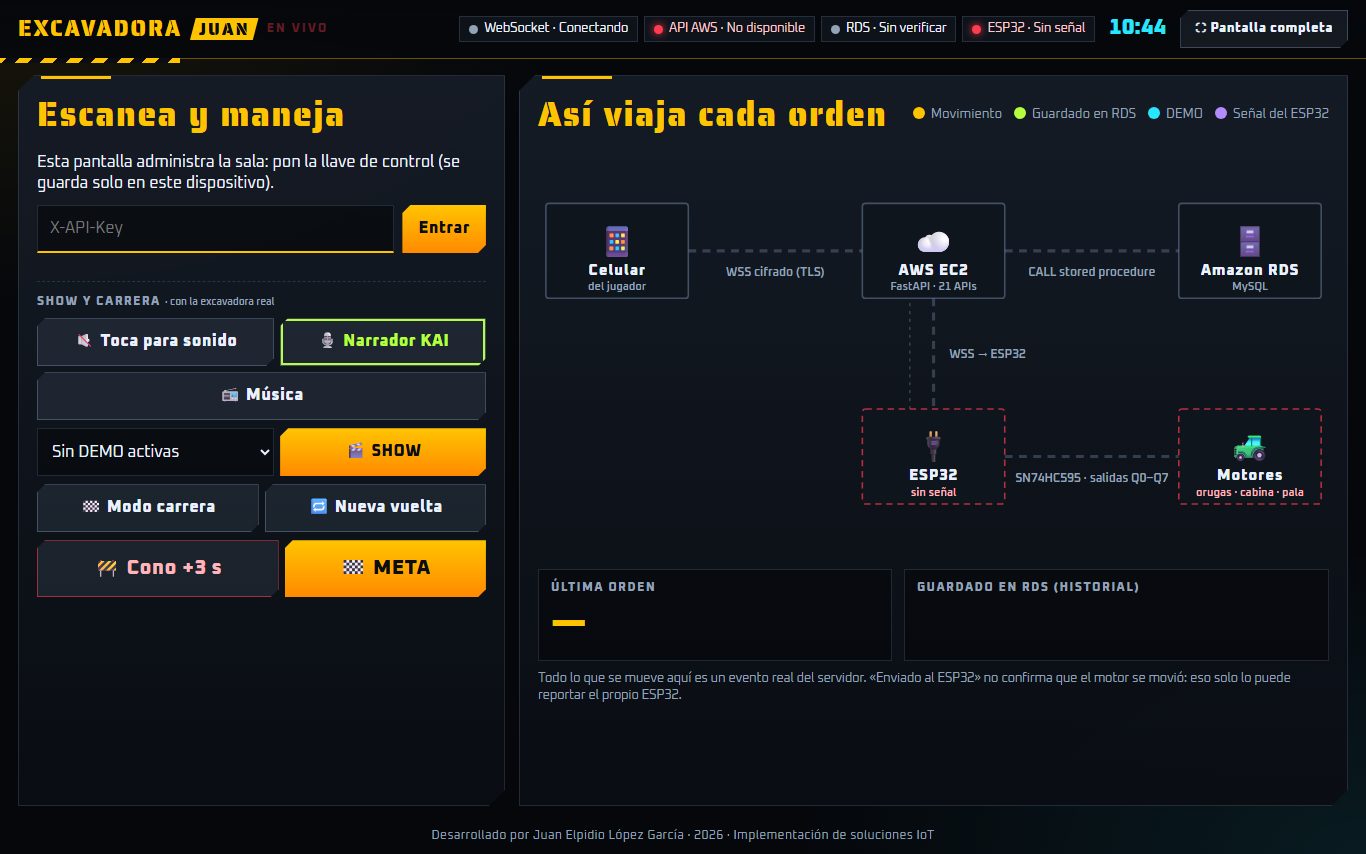 EXCAVADORA JUAN EN VIVO
WebSocket · Conectando
API AWS · No disponible
RDS · Sin verificar
ESP32 · Sin señal
10:44
Pantalla completa
Escanea y maneja
Esta pantalla administra la sala: pon la llave de control (se
guarda solo en este dispositivo).
X-API-Key
Entrar
SHOW Y CARRERA · con la excavadora real
Toca para sonido
Narrador KAI
Música
Sin DEMO activas
SHOW
Modo carrera
Nueva vuelta
Cono +3 s
META
Así viaja cada orden
Movimiento
Guardado en RDS
DEMO
Señal del ESP32
Celular
del jugador
WSS cifrado (TLS)
AWS EC2
FastAPI · 21 APIs
CALL stored procedure
Amazon RDS
MySQL
WSS → ESP32
ESP32
sin señal
SN74HC595 · salidas Q0–Q7
Motores
orugas · cabina · pala
ÚLTIMA ORDEN
—
GUARDADO EN RDS (HISTORIAL)
Todo lo que se mueve aquí es un evento real del servidor. «Enviado al ESP32» no confirma que el motor se movió: eso solo lo puede
reportar el propio ESP32.
Desarrollado por Juan Elpidio López García · 2026 · Implementación de soluciones IoT